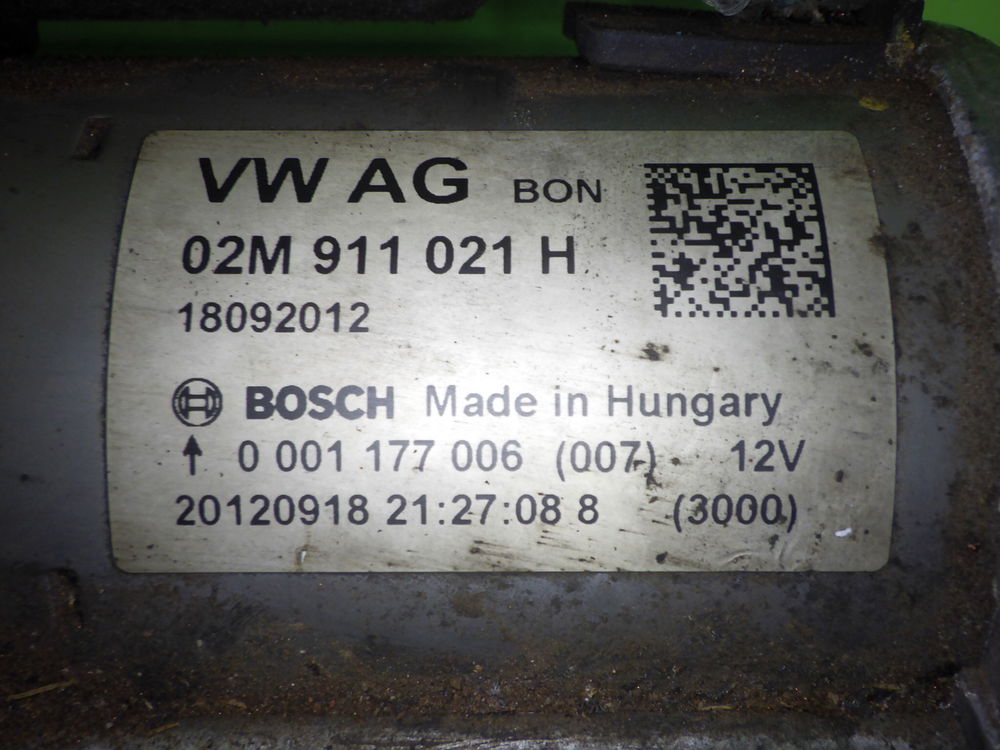 VW AG BON
02M 911 021 H
18092012
BOSCH Made in Hungary
↑ 0 001 177 006 (007) 12V
20120918 21:27:08 8 (3000)